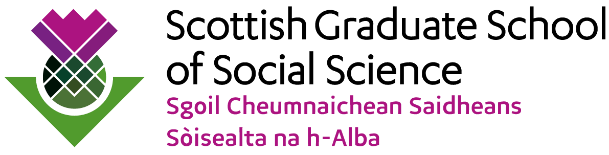 Scottish Graduate School
of Social Science
Sgoil Cheumnaichean Saidheans
Sòisealta na h-Alba